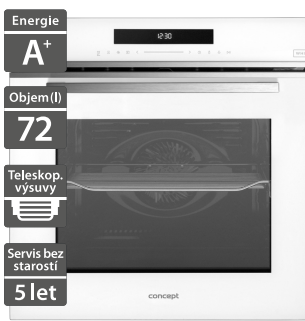 Energie
A+
12:30
Objem (l)
72
Teleskop.
výsuvy
Servis bez
starostí
5 let
concept